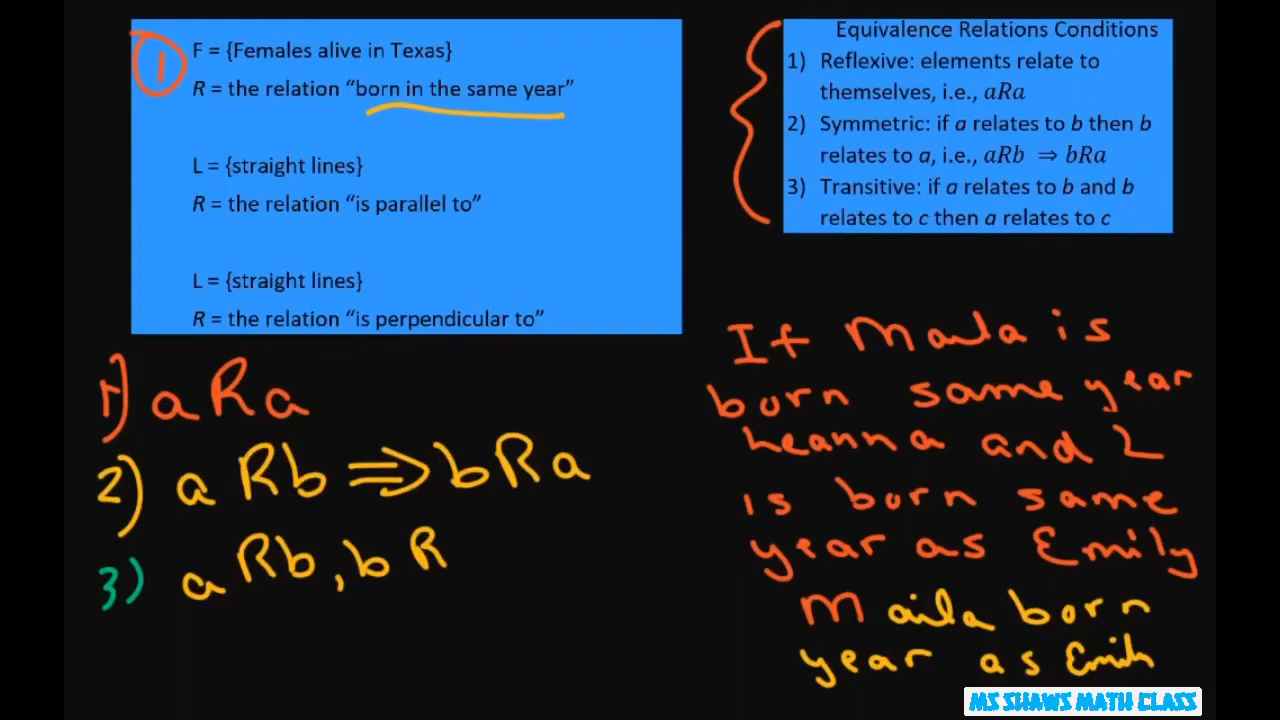 1
F = {Females alive in Texas}
R = the relation “born in the same year”
L = {straight lines}
R = the relation “is parallel to”
L = {straight lines}
R = the relation “is perpendicular to”
Equivalence Relations Conditions
1) Reflexive: elements relate to
themselves, i.e., aRa
2) Symmetric: if a relates to b then b
relates to a, i.e., aRb ⇒ bRa
3) Transitive: if a relates to b and b
relates to c then a relates to c
1) aRa
2) aRb ⇒ bRa
3) aRb, bR
If Maila is
born same year
Leanna and L
is born same
year as Emily
Maila born
year as Emily
MS SHAWS MATH CLASS